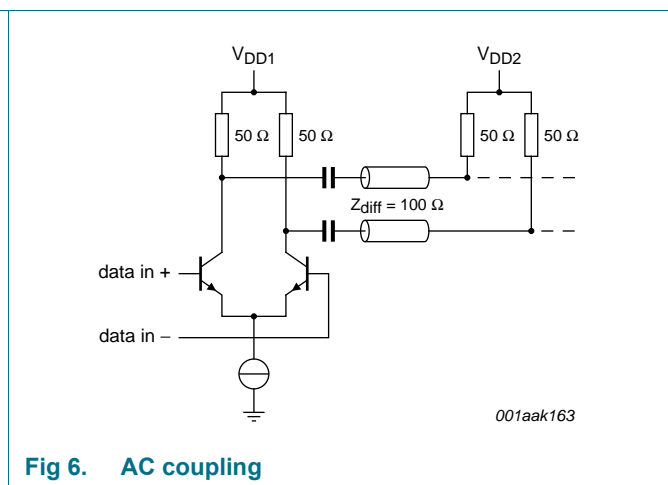 VDD1 VDD2
50 Ω 50 Ω 50 Ω 50 Ω
Zdiff = 100 Ω
data in +
data in −
001aak163
Fig 6. AC coupling